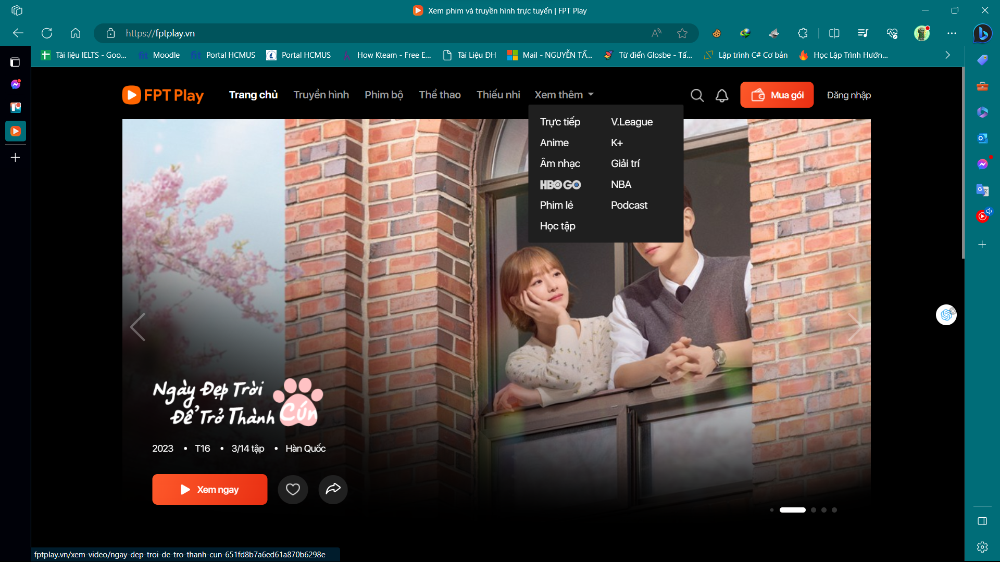 Xem phim và truyền hình trực tuyến | FPT Play
https://fptplay.vn
Tài liệu IELTS - Goo...
Moodle
Portal HCMUS
Portal HCMUS
How Kteam - Free E...
Tài Liệu ĐH
Mail - NGUYỄN TẤ...
Từ điển Glosbe - Tấ...
Lập trình C# Cơ bản
Học Lập Trình Hướn...
FPT Play
Trang chủ
Truyền hình
Phim bộ
Thể thao
Thiếu nhi
Xem thêm
Mua gói
Đăng nhập
Trực tiếp
V.League
Anime
K+
Âm nhạc
Giải trí
HBO GO
NBA
Phim lẻ
Podcast
Học tập
Ngày Đẹp Trời
Để Trở Thành Cún
2023 • T16 • 3/14 tập • Hàn Quốc
Xem ngay
fptplay.vn/xem-video/ngay-dep-troi-de-tro-thanh-cun-651fd8b7a6ed61a870b6298e